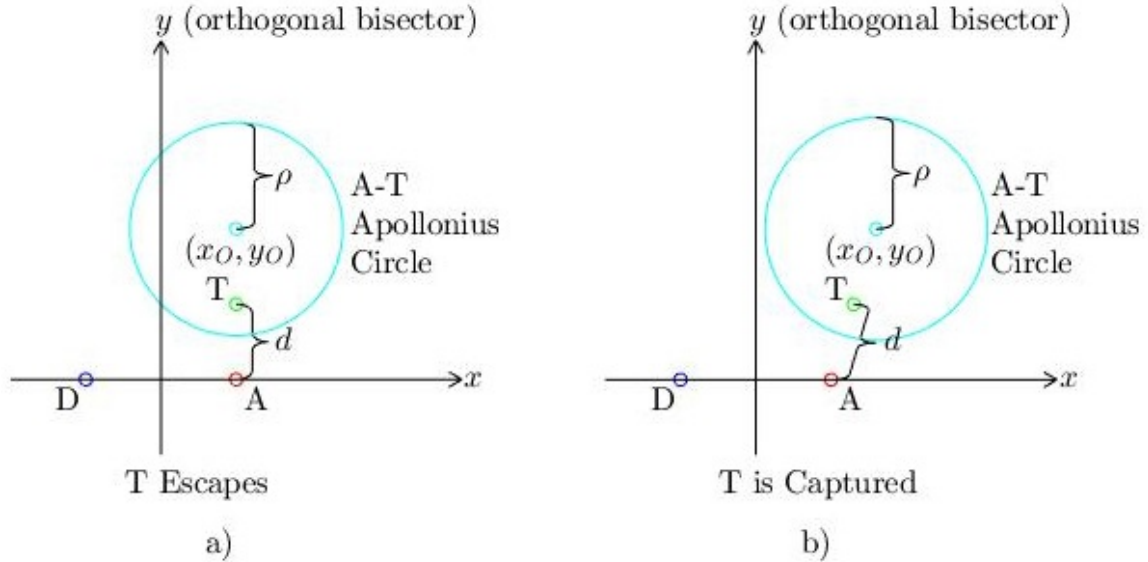 y (orthogonal bisector)
ρ
A-T
Apollonius
Circle
(x_O, y_O)
T
d
x
D
A
T Escapes
a)
y (orthogonal bisector)
ρ
A-T
Apollonius
Circle
(x_O, y_O)
T
d
x
D
A
T is Captured
b)